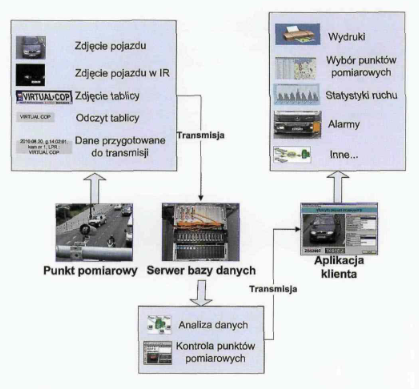 Zdjęcie pojazdu
Zdjęcie pojazdu w IR
VIRTUAL-COP
Zdjęcie tablicy
VIRTUAL COP
Odczyt tablicy
VIRTUAL-COP
Dane przygotowane
do transmisji
Wydruki
Wybór punktów
pomiarowych
Statystyki ruchu
Alarmy
Inne...
Transmisja
Punkt pomiarowy
Serwer bazy danych
Aplikacja
klienta
Transmisja
Analiza danych
Kontrola punktów
pomiarowych